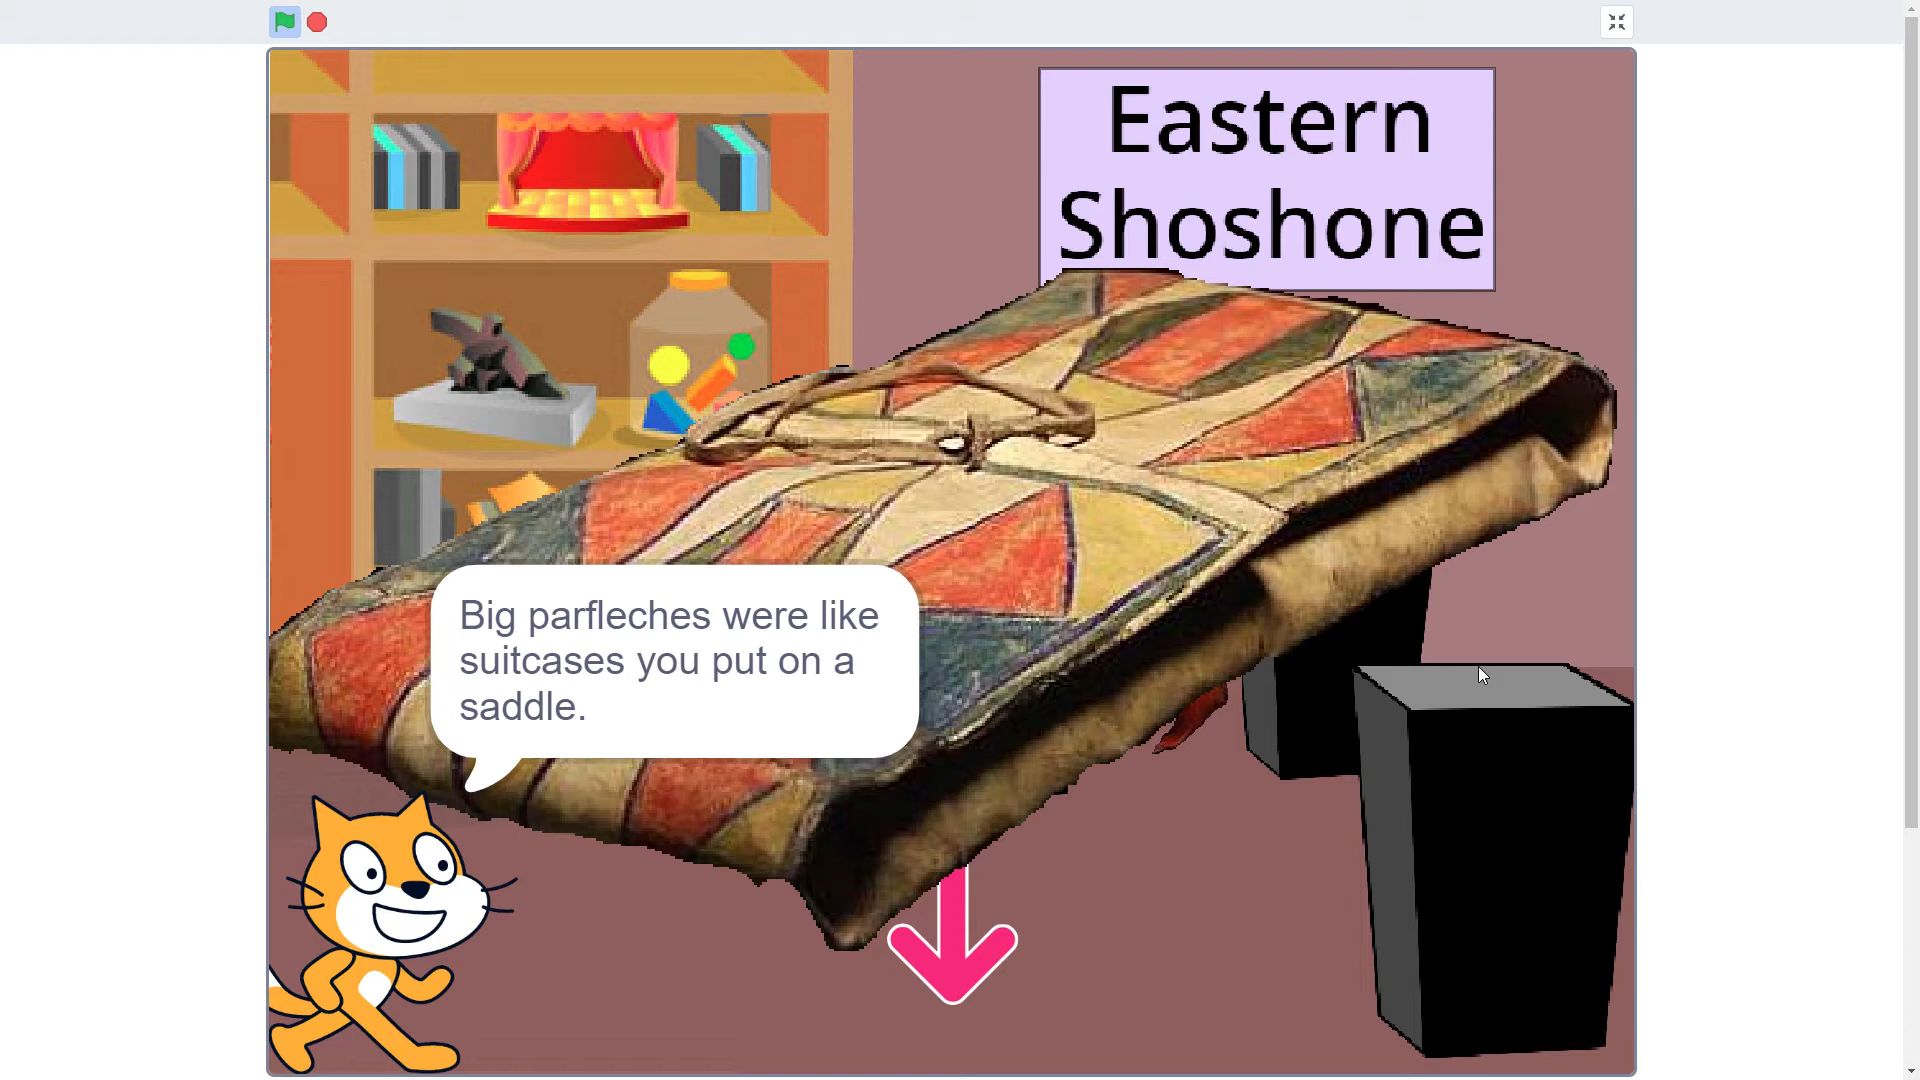 Eastern
Shoshone
Big parfleches were like
suitcases you put on a
saddle.